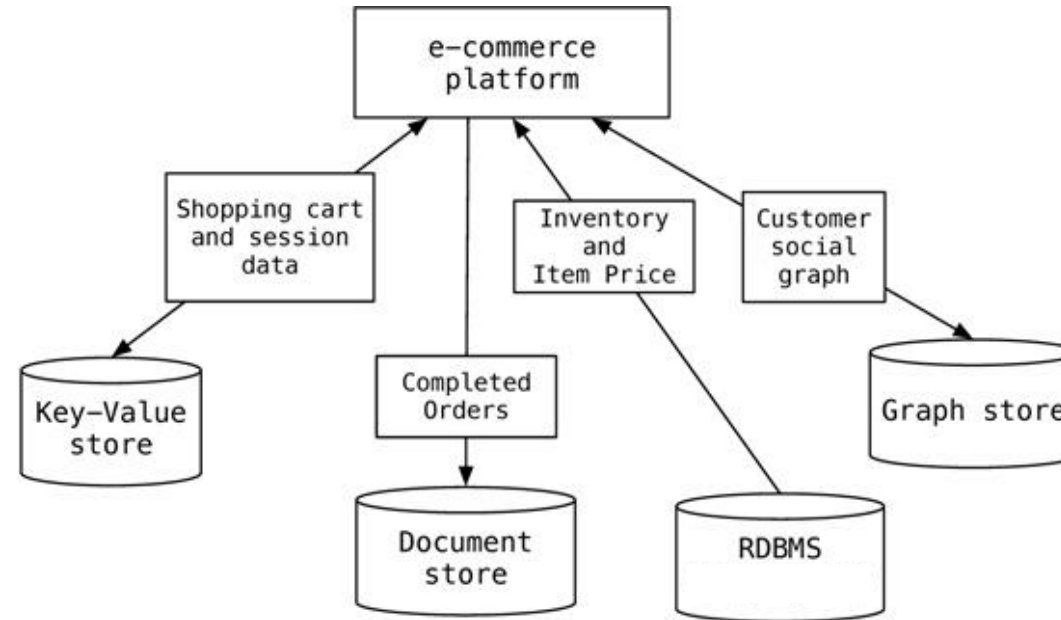 e-commerce
platform
Shopping cart
and session
data
Inventory
and
Item Price
Customer
social
graph
Key-Value
store
Completed
Orders
Graph store
Document
store
RDBMS